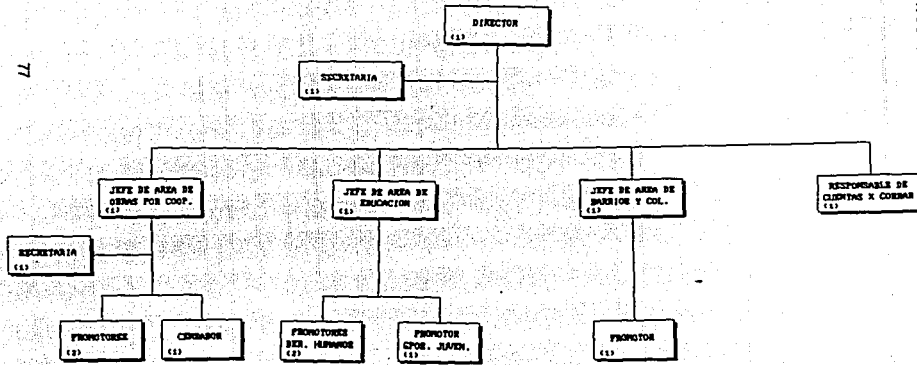 DIRECTOR
(1)
77
SECRETARIA
(1)
JEFE DE AREA DE
OBRAS POR COOP.
(1)
JEFE DE AREA DE
EDUCACION
(1)
JEFE DE AREA DE
BARRIOS Y COL.
(1)
RESPONSABLE DE
CUENTAS X COBRAR
(1)
SECRETARIA
(1)
PROMOTORES
(2)
CENSADOR
(1)
PROMOTORES
DER. HUMANOS
(2)
PROMOTOR
GPOS. JUVEN.
(1)
PROMOTOR
(1)